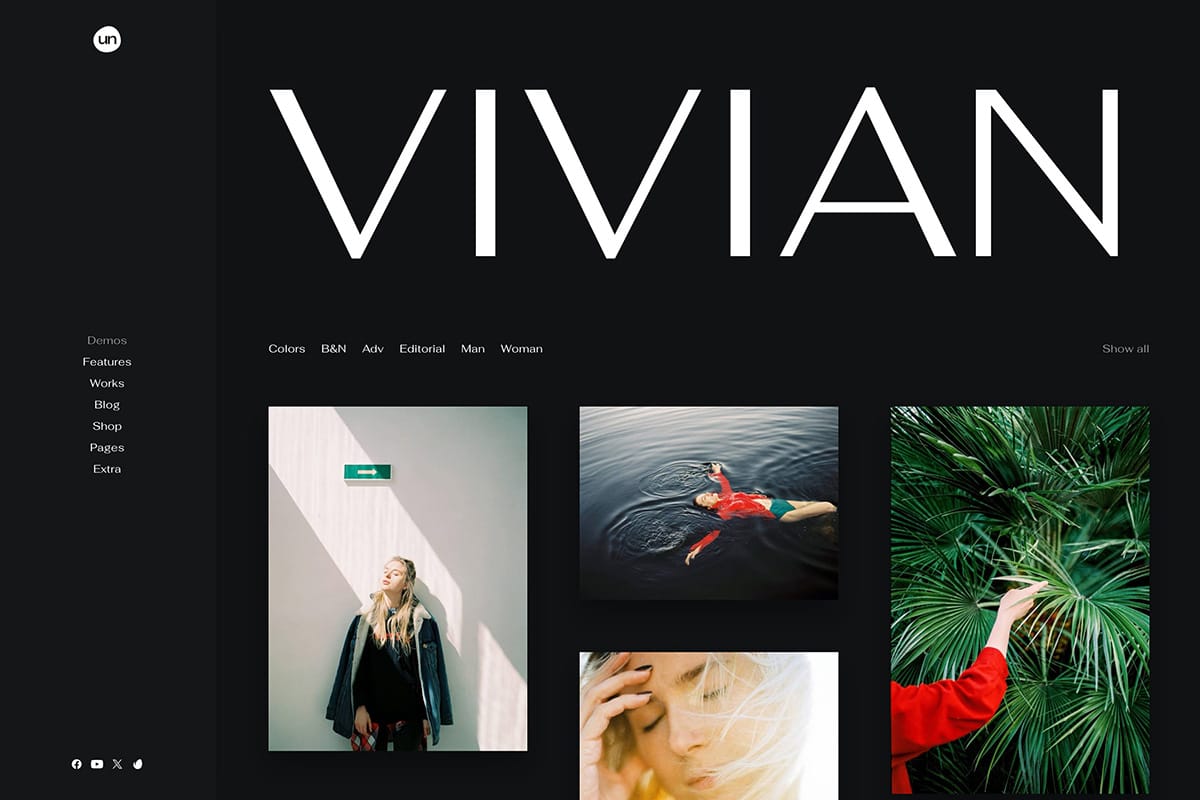 un
VIVIAN
Demos
Features
Works
Blog
Shop
Pages
Extra
Colors B&N Adv Editorial Man Woman Show all